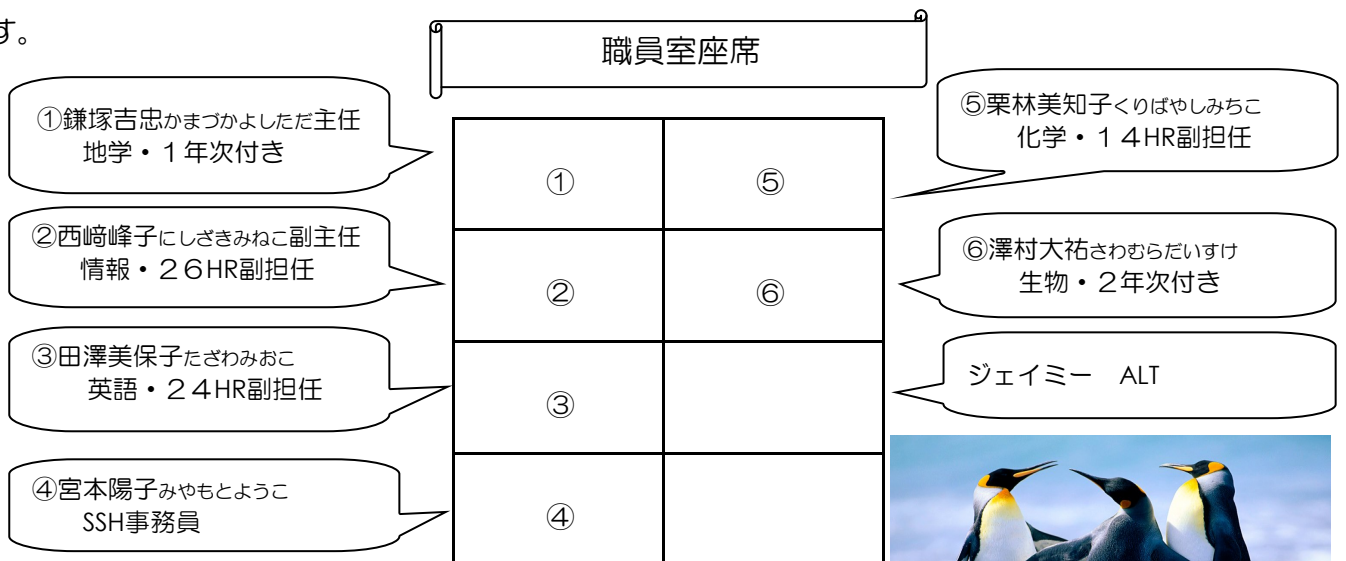 す。
職員室座席
①鎌塚吉忠かまづかよしただ主任
地学・１年次付き
②西﨑峰子にしざきみねこ副主任
情報・２６HR副担任
③田澤美保子たざわみおこ
英語・２４HR副担任
④宮本陽子みやもとようこ
SSH事務員
① ⑤
② ⑥
③
④
⑤栗林美知子くりばやしみちこ
化学・１４HR副担任
⑥澤村大祐さわむらだいすけ
生物・２年次付き
ジェイミー　ALT